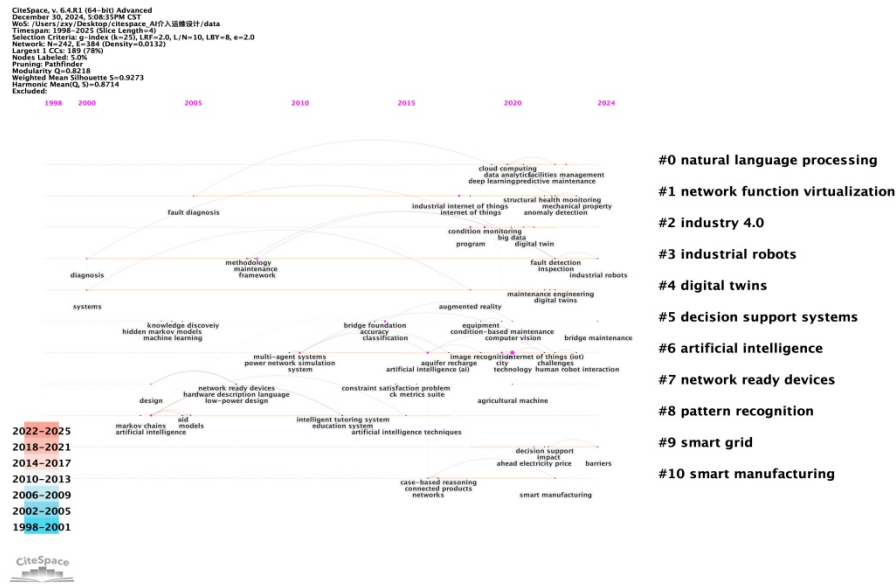 CiteSpace, v. 6.4.R1 (64-bit) Advanced
December 30, 2024, 5:08:35PM CST
WoS: /Users/zxy/Desktop/citespace_AI介入运维设计/data
Timespan: 1998-2025 (Slice Length=4)
Selection Criteria: g-index (k=25), LRF=2.0, L/N=10, LBY=8, e=2.0
Network: N=242, E=384 (Density=0.0132)
Largest 1 CCs: 189 (78%)
Nodes Labeled: 5.0%
Pruning: Pathfinder
Modularity Q=0.8218
Weighted Mean Silhouette S=0.9273
Harmonic Mean(Q, S)=0.8714
Excluded:
1998 2000 2005 2010 2015 2020 2024
#0 natural language processing
cloud computing
data analytics facilities management
deep learning predictive maintenance
#1 network function virtualization
structural health monitoring
industrial internet of things mechanical property
fault diagnosis internet of things anomaly detection
#2 industry 4.0
condition monitoring
big data
program digital twin
#3 industrial robots
methodology fault detection
maintenance inspection
diagnosis framework industrial robots
#4 digital twins
maintenance engineering
digital twins
systems augmented reality
#5 decision support systems
knowledge discoveiy bridge foundation equipment
hidden markov models accuracy condition-based maintenance
machine learning classification computer vision bridge maintenance
#6 artificial intelligence
multi-agent systems image recognition internet of things (iot)
power network simulation aquifer recharge city challenges
system artificial intelligence (ai) technology human robot interaction
#7 network ready devices
network ready devices constraint satisfaction problem
hardware description language ck metrics suite
design low-power design agricultural machine
#8 pattern recognition
aid intelligent tutoring system
markov chains models education system
artificial intelligence artificial intelligence techniques
#9 smart grid
decision support
impact
ahead electricity price barriers
#10 smart manufacturing
case-based reasoning
connected products
networks smart manufacturing
2022-2025
2018-2021
2014-2017
2010-2013
2006-2009
2002-2005
1998-2001
CiteSpace